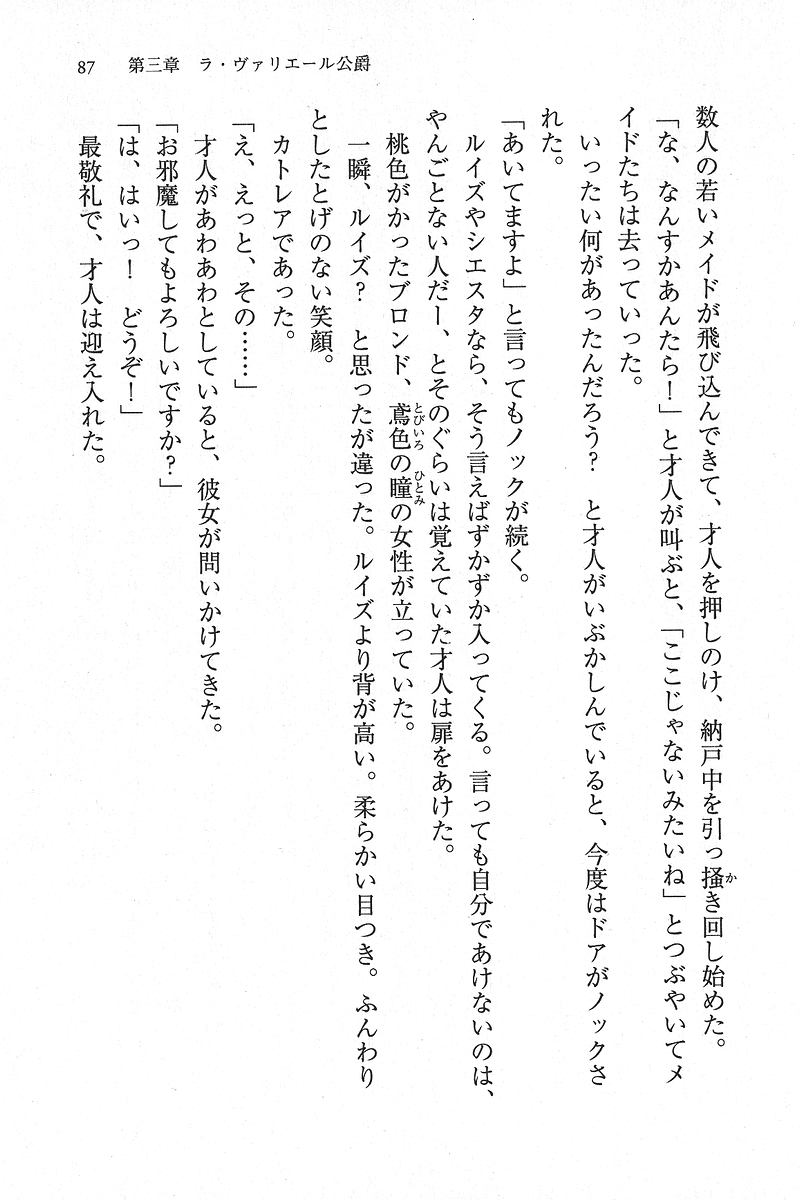 87　第三章　ラ・ヴァリエール公爵
数人の若いメイドが飛び込んできて、才人を押しのけ、納戸中を引っ掻き回し始めた。
「な、なんすかあんたら！」と才人が叫ぶと、「ここじゃないみたいね」とつぶやいてメ
イドたちは去っていった。
　いったい何があったんだろう？　と才人がいぶかしんでいると、今度はドアがノックさ
れた。
「あいてますよ」と言ってもノックが続く。
　ルイズやシエスタなら、そう言えばずかずか入ってくる。言っても自分であけないのは、
やんごとない人だー、とそのぐらいは覚えていた才人は扉をあけた。
　桃色がかったブロンド、鳶色の瞳の女性が立っていた。
　一瞬、ルイズ？　と思ったが違った。ルイズより背が高い。柔らかい目つき。ふんわり
としたとげのない笑顔。
　カトレアであった。
「え、えっと、その……」
　才人があわあわとしていると、彼女が問いかけてきた。
「お邪魔してもよろしいですか？」
「は、はいっ！　どうぞ！」
　最敬礼で、才人は迎え入れた。